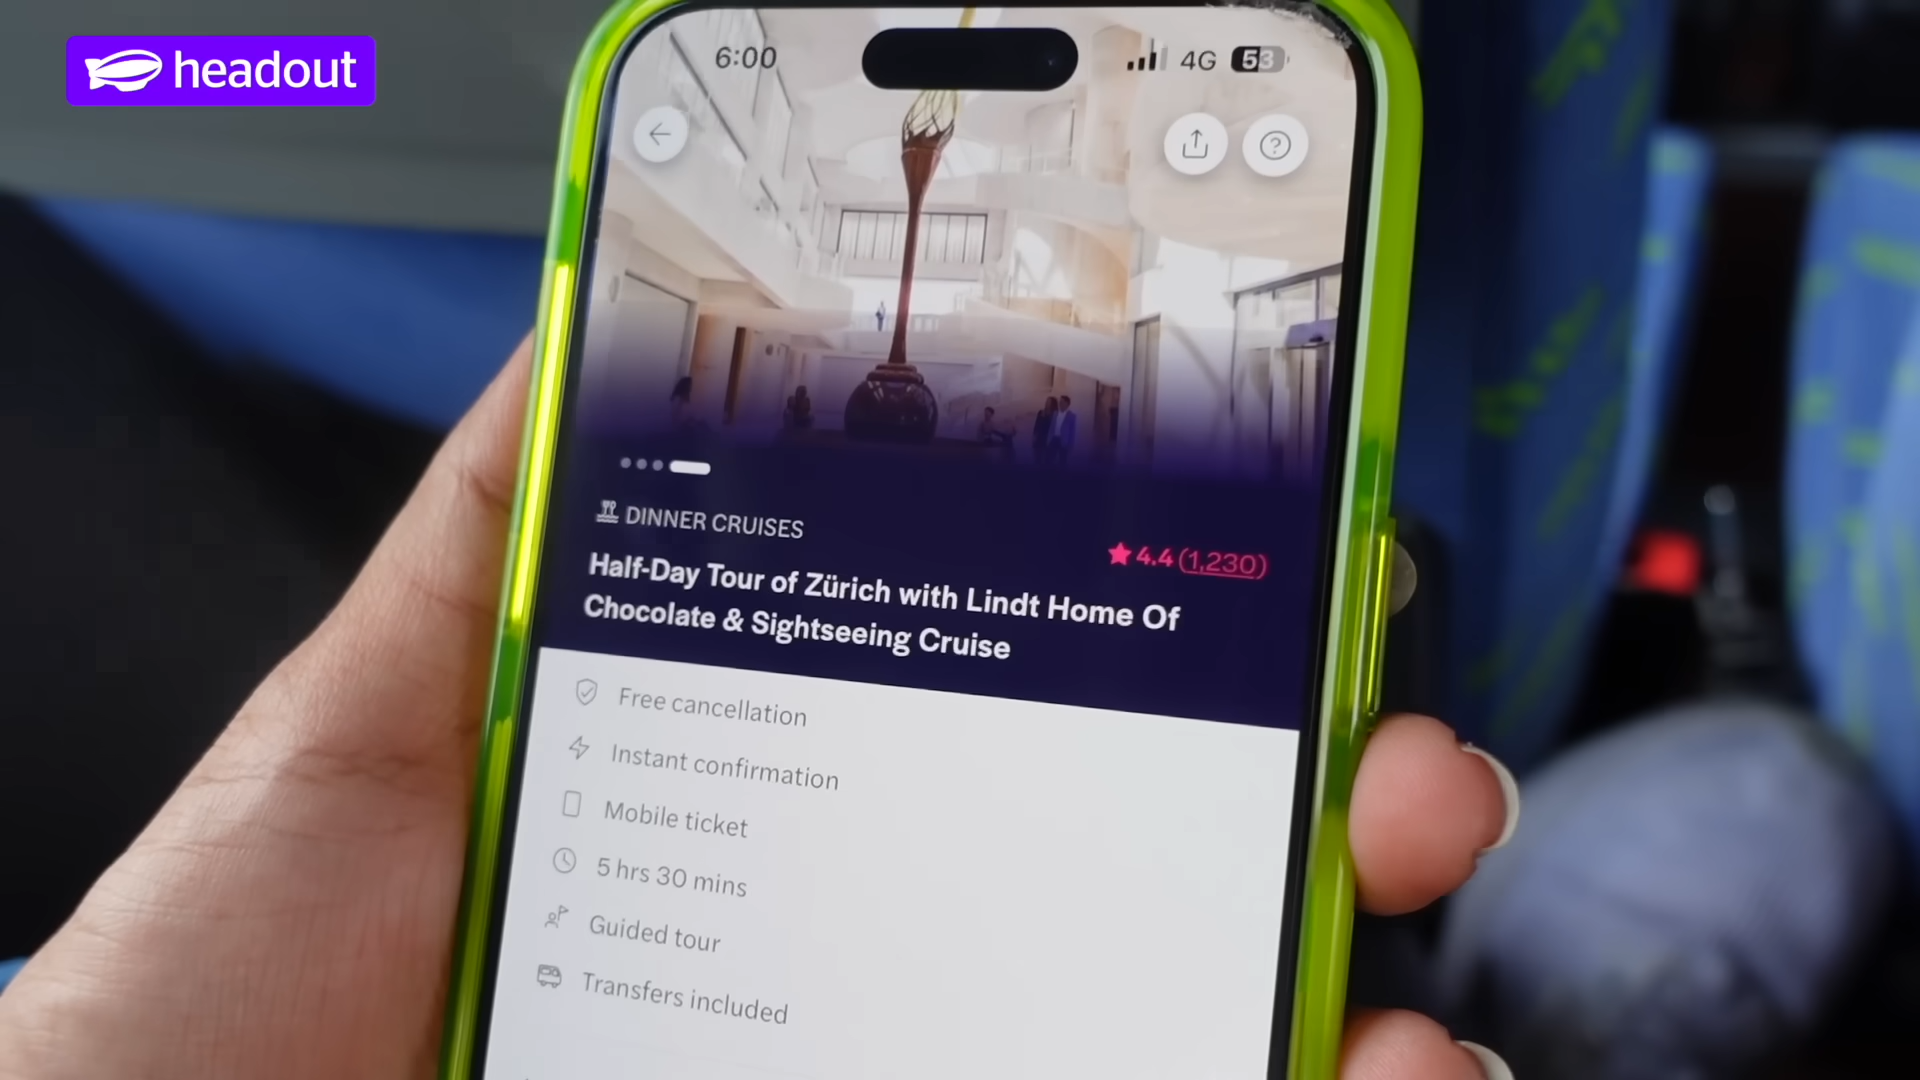 headout
6:00
4G
53
DINNER CRUISES
4.4 (1,230)
Half-Day Tour of Zürich with Lindt Home Of
Chocolate & Sightseeing Cruise
Free cancellation
Instant confirmation
Mobile ticket
5 hrs 30 mins
Guided tour
Transfers included